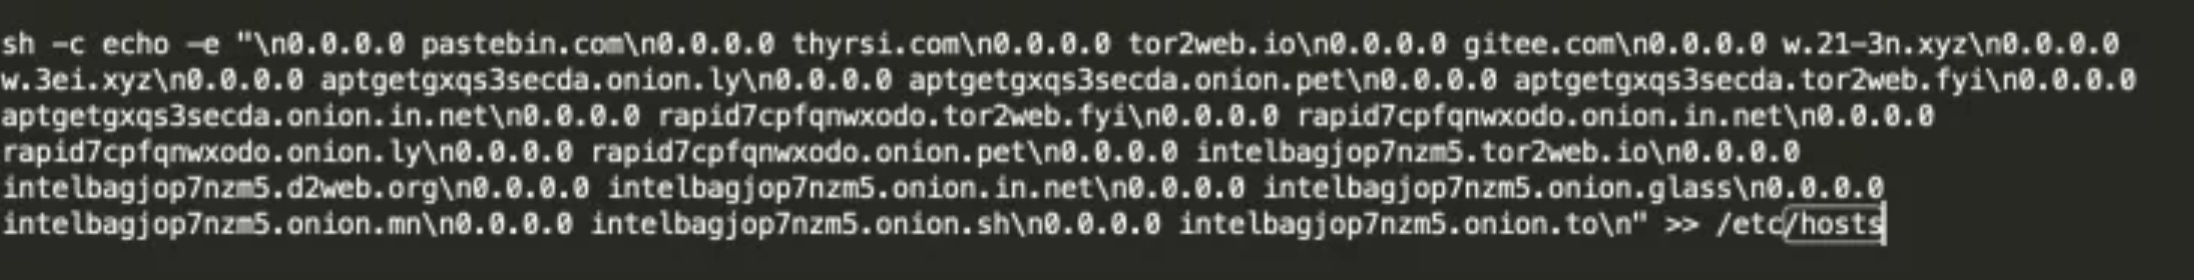 sh -c echo -e "\n0.0.0.0 pastebin.com\n0.0.0.0 thyrsi.com\n0.0.0.0 tor2web.io\n0.0.0.0 gitee.com\n0.0.0.0 w.21-3n.xyz\n0.0.0.0
w.3ei.xyz\n0.0.0.0 aptgetgxqs3secda.onion.ly\n0.0.0.0 aptgetgxqs3secda.onion.pet\n0.0.0.0 aptgetgxqs3secda.tor2web.fyi\n0.0.0.0
aptgetgxqs3secda.onion.in.net\n0.0.0.0 rapid7cpfqnwxodo.tor2web.fyi\n0.0.0.0 rapid7cpfqnwxodo.onion.in.net\n0.0.0.0
rapid7cpfqnwxodo.onion.ly\n0.0.0.0 rapid7cpfqnwxodo.onion.pet\n0.0.0.0 intelbagjop7nzm5.tor2web.io\n0.0.0.0
intelbagjop7nzm5.d2web.org\n0.0.0.0 intelbagjop7nzm5.onion.in.net\n0.0.0.0 intelbagjop7nzm5.onion.glass\n0.0.0.0
intelbagjop7nzm5.onion.mn\n0.0.0.0 intelbagjop7nzm5.onion.sh\n0.0.0.0 intelbagjop7nzm5.onion.to\n" >> /etc/hosts